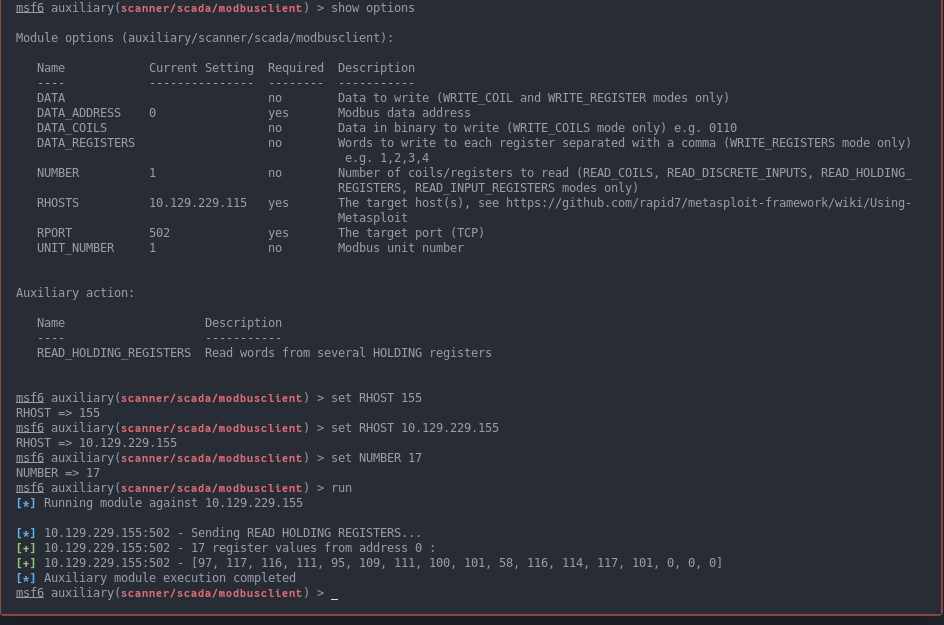 msf6 auxiliary(scanner/scada/modbusclient) > show options
Module options (auxiliary/scanner/scada/modbusclient):
Name Current Setting Required Description
---- --------------- -------- -----------
DATA no Data to write (WRITE_COIL and WRITE_REGISTER modes only)
DATA_ADDRESS 0 yes Modbus data address
DATA_COILS no Data in binary to write (WRITE_COILS mode only) e.g. 0110
DATA_REGISTERS no Words to write to each register separated with a comma (WRITE_REGISTERS mode only)
e.g. 1,2,3,4
NUMBER 1 no Number of coils/registers to read (READ_COILS, READ_DISCRETE_INPUTS, READ_HOLDING_
REGISTERS, READ_INPUT_REGISTERS modes only)
RHOSTS 10.129.229.115 yes The target host(s), see https://github.com/rapid7/metasploit-framework/wiki/Using-
Metasploit
RPORT 502 yes The target port (TCP)
UNIT_NUMBER 1 no Modbus unit number
Auxiliary action:
Name Description
---- -----------
READ_HOLDING_REGISTERS Read words from several HOLDING registers
msf6 auxiliary(scanner/scada/modbusclient) > set RHOST 155
RHOST => 155
msf6 auxiliary(scanner/scada/modbusclient) > set RHOST 10.129.229.155
RHOST => 10.129.229.155
msf6 auxiliary(scanner/scada/modbusclient) > set NUMBER 17
NUMBER => 17
msf6 auxiliary(scanner/scada/modbusclient) > run
[*] Running module against 10.129.229.155
[*] 10.129.229.155:502 - Sending READ HOLDING REGISTERS...
[+] 10.129.229.155:502 - 17 register values from address 0 :
[+] 10.129.229.155:502 - [97, 117, 116, 111, 95, 109, 111, 100, 101, 58, 116, 114, 117, 101, 0, 0, 0]
[*] Auxiliary module execution completed
msf6 auxiliary(scanner/scada/modbusclient) > _